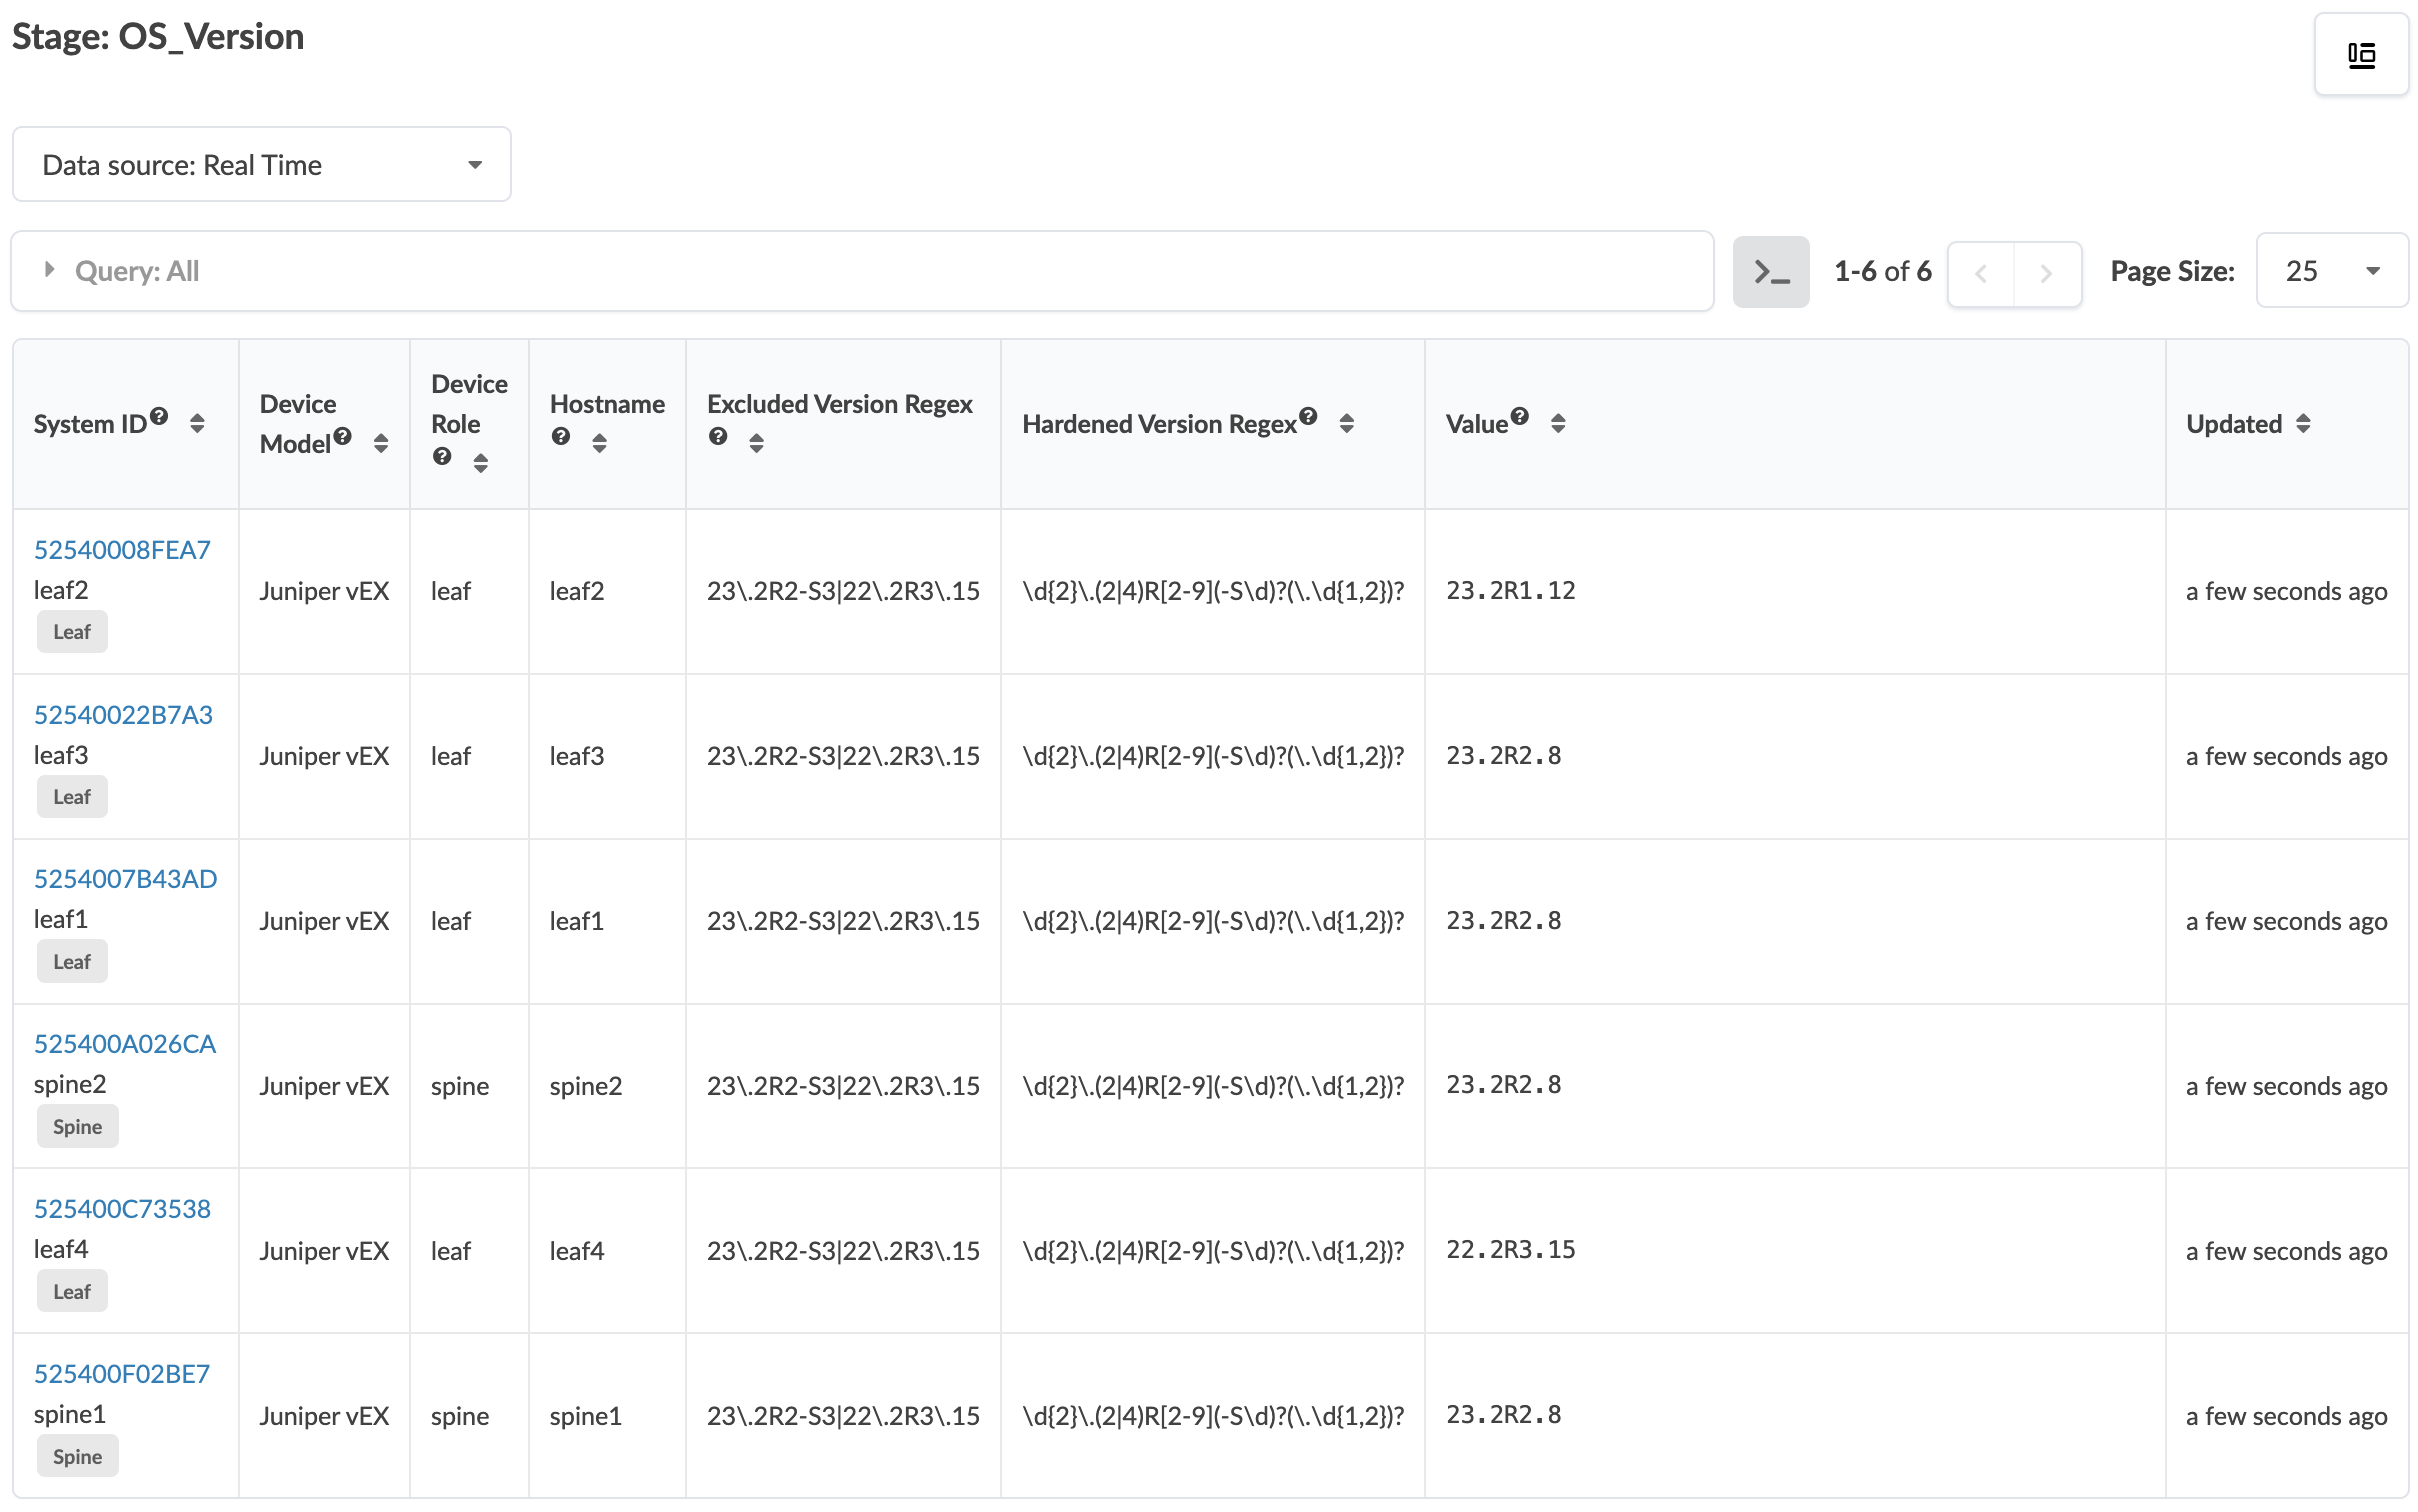 Stage: OS_Version
Data source: Real Time
Query: All
>_ 1-6 of 6 Page Size: 25
System ID Device Model Device Role Hostname Excluded Version Regex Hardened Version Regex Value Updated
52540008FEA7
leaf2 Juniper vEX leaf leaf2 23\.2R2-S3|22\.2R3\.15 \d{2}\.(2|4)R[2-9](-S\d)?(\.\d{1,2})? 23.2R1.12 a few seconds ago
Leaf
52540022B7A3
leaf3 Juniper vEX leaf leaf3 23\.2R2-S3|22\.2R3\.15 \d{2}\.(2|4)R[2-9](-S\d)?(\.\d{1,2})? 23.2R2.8 a few seconds ago
Leaf
5254007B43AD
leaf1 Juniper vEX leaf leaf1 23\.2R2-S3|22\.2R3\.15 \d{2}\.(2|4)R[2-9](-S\d)?(\.\d{1,2})? 23.2R2.8 a few seconds ago
Leaf
525400A026CA
spine2 Juniper vEX spine spine2 23\.2R2-S3|22\.2R3\.15 \d{2}\.(2|4)R[2-9](-S\d)?(\.\d{1,2})? 23.2R2.8 a few seconds ago
Spine
525400C73538
leaf4 Juniper vEX leaf leaf4 23\.2R2-S3|22\.2R3\.15 \d{2}\.(2|4)R[2-9](-S\d)?(\.\d{1,2})? 22.2R3.15 a few seconds ago
Leaf
525400F02BE7
spine1 Juniper vEX spine spine1 23\.2R2-S3|22\.2R3\.15 \d{2}\.(2|4)R[2-9](-S\d)?(\.\d{1,2})? 23.2R2.8 a few seconds ago
Spine